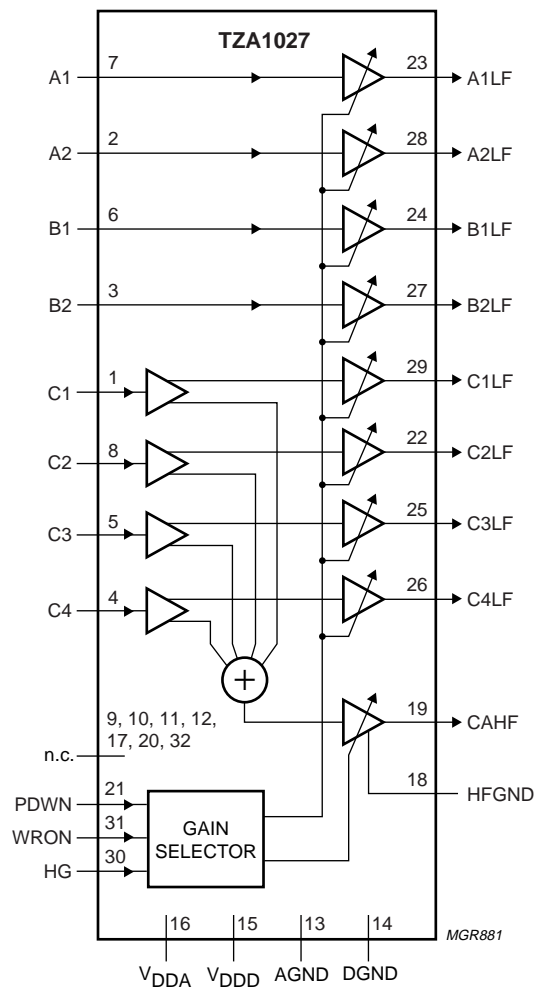 TZA1027
A1 7 23 A1LF
A2 2 28 A2LF
B1 6 24 B1LF
B2 3 27 B2LF
C1 1 29 C1LF
C2 8 22 C2LF
C3 5 25 C3LF
C4 4 26 C4LF
+
9, 10, 11, 12,
17, 20, 32
n.c.
19 CAHF
18 HFGND
PDWN 21
WRON 31
HG 30
GAIN
SELECTOR
16 15 13 14
VDDA VDDD AGND DGND
MGR881